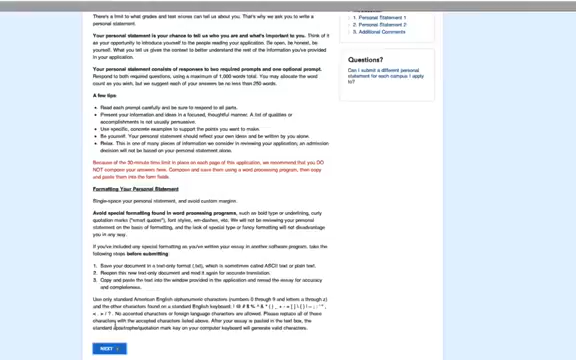 There's a limit to what grades and test scores can tell us about you. That's why we ask you to write a
personal statement.
Your personal statement is your chance to tell us who you are and what's important to you. Think of it
as your opportunity to introduce yourself to the people reading your application. Be open, be honest, be
yourself. What you tell us gives the context to better understand the rest of the information you've provided
in your application.
Your personal statement consists of responses to two required prompts and one optional prompt.
Respond to both required questions, using a maximum of 1,000 words total. You may allocate the
word count as you wish, but we suggest each of your answers be no less than 250 words.
A few tips:
• Read each prompt carefully and be sure to respond to all parts.
• Present your information and ideas in a focused, thoughtful manner. A list of qualities or
accomplishments is not usually persuasive.
• Use specific, concrete examples to support the points you want to make.
• Be yourself. Your personal statement should reflect your own ideas and be written by you alone.
• Relax. This is one of many pieces of information we consider in reviewing your application; an admission
decision will not be based on your personal statement alone.
Because of the 30-minute time limit in place on each page of this application, we recommend that you DO
NOT compose your answers here. Compose and save them using a word processing program, then copy
and paste them into the form fields.
Formatting Your Personal Statement
Single-space your personal statement, and avoid custom margins.
Avoid special formatting found in word processing programs, such as bold type or underlining, curly
quotation marks ("smart quotes"), font styles, em-dashes, etc. We will not be reviewing your personal
statement on the basis of formatting, and the lack of special type or fancy formatting will not disadvantage
you in any way.
If you've included any special formatting as you've written your essay in another software program, take the
following steps before submitting:
1. Save your document in a text-only format (.txt), which is sometimes called ASCII text or plain text.
2. Reopen this new text-only document and read it again for accurate translation.
3. Copy and paste the text into the window provided in the application and reread the essay for accuracy
and completeness.
Use only standard American English alphanumeric characters (numbers 0 through 9 and letters a through z)
and the other characters found on a standard English keyboard:
No accented characters or foreign language characters are allowed. Please replace all of these
characters with the accepted characters listed above. After your essay is pasted in the text box, the
standard apostrophe/quotation mark key on your computer keyboard will generate valid characters.
NEXT
1. Personal Statement 1
2. Personal Statement 2
3. Additional Comments
Questions?
Can I submit a different personal
statement for each campus I apply
to?